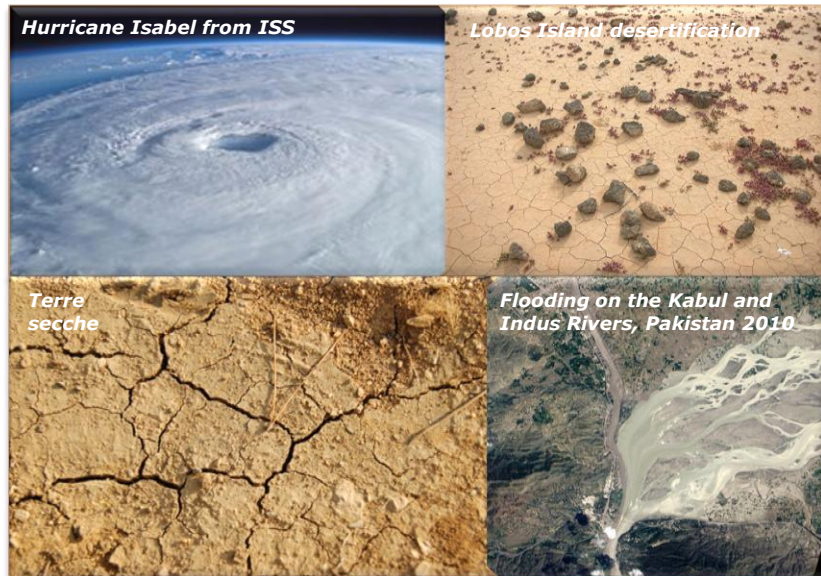 Hurricane Isabel from ISS
Lobos Island desertification
Terre
secche
Flooding on the Kabul and
Indus Rivers, Pakistan 2010